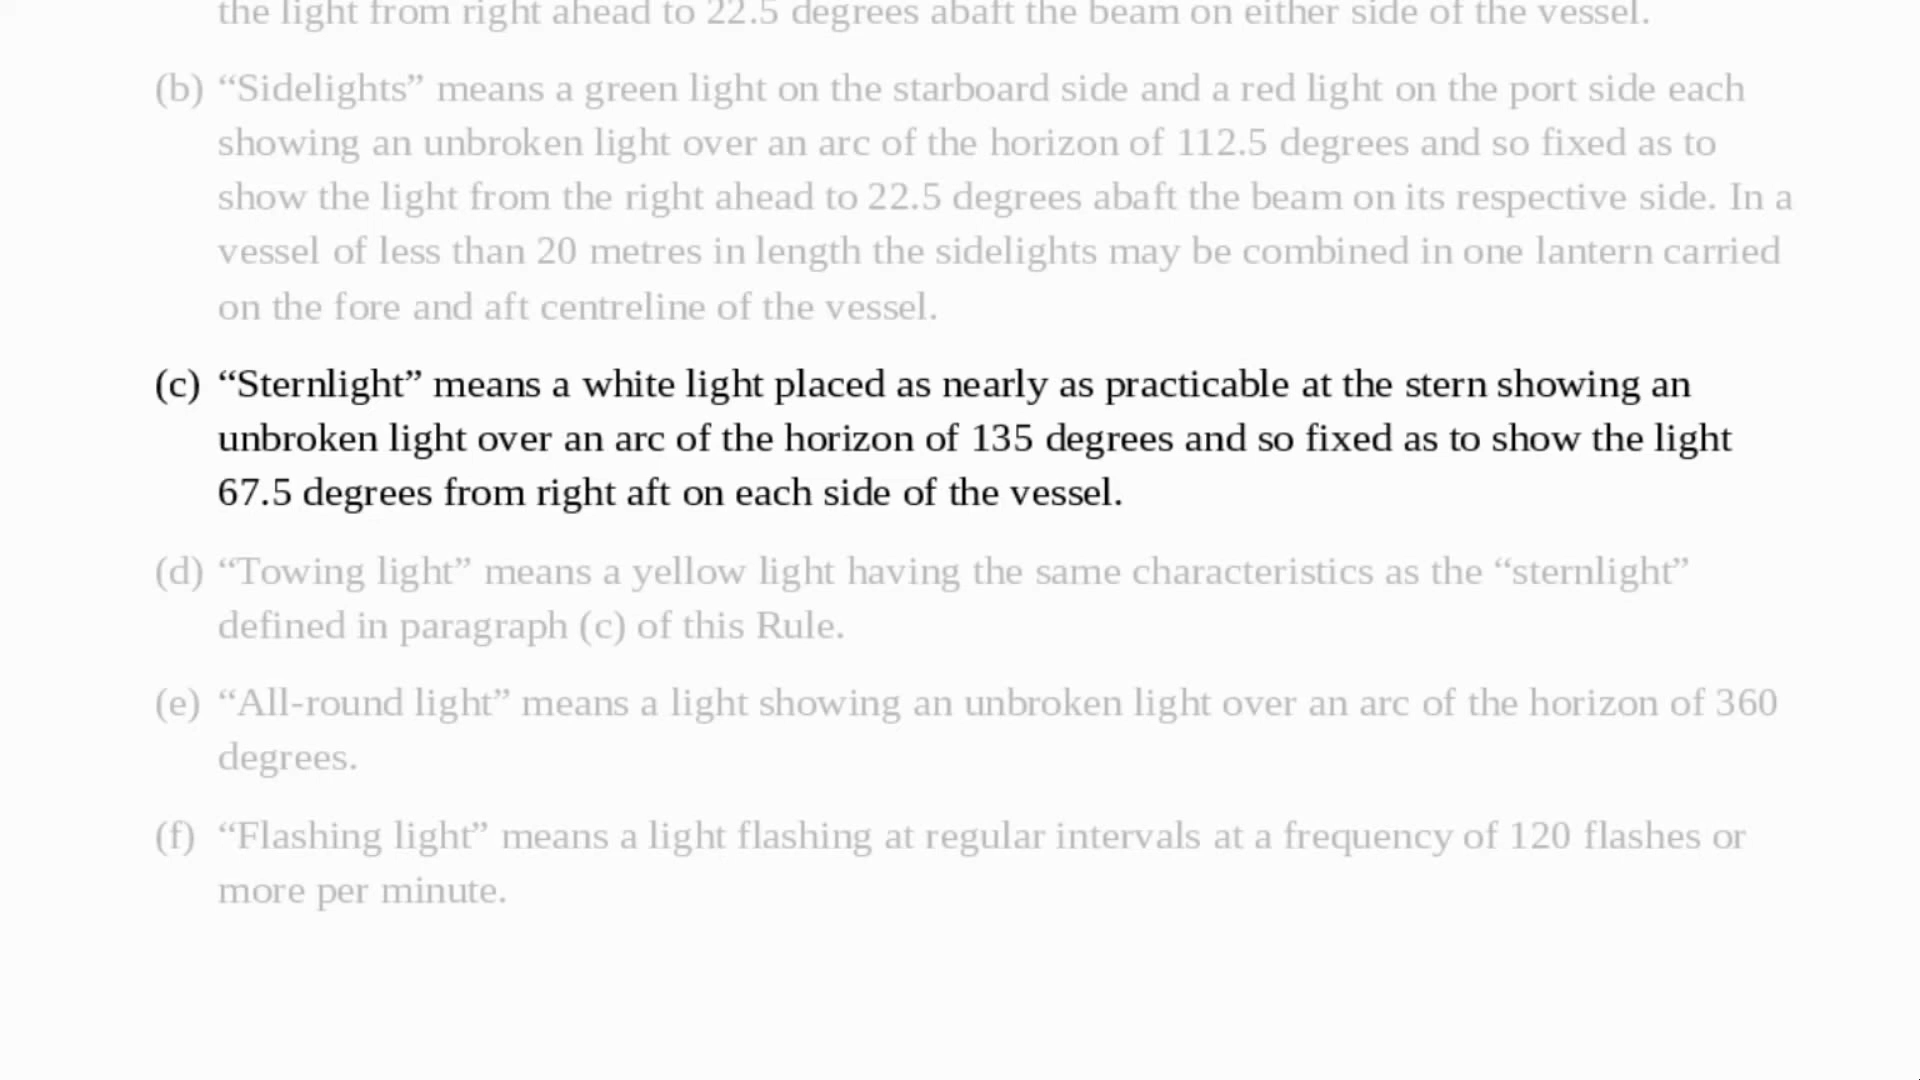 the light from right ahead to 22.5 degrees abaft the beam on either side of the vessel.
(b) “Sidelights” means a green light on the starboard side and a red light on the port side each
showing an unbroken light over an arc of the horizon of 112.5 degrees and so fixed as to
show the light from the right ahead to 22.5 degrees abaft the beam on its respective side. In a
vessel of less than 20 metres in length the sidelights may be combined in one lantern carried
on the fore and aft centreline of the vessel.
(c) “Sternlight” means a white light placed as nearly as practicable at the stern showing an
unbroken light over an arc of the horizon of 135 degrees and so fixed as to show the light
67.5 degrees from right aft on each side of the vessel.
(d) “Towing light” means a yellow light having the same characteristics as the “sternlight”
defined in paragraph (c) of this Rule.
(e) “All-round light” means a light showing an unbroken light over an arc of the horizon of 360
degrees.
(f) “Flashing light” means a light flashing at regular intervals at a frequency of 120 flashes or
more per minute.